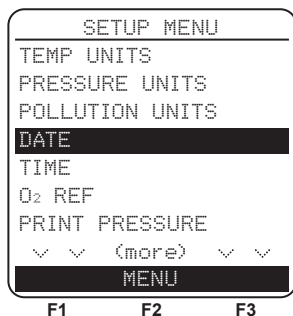 SETUP MENU
TEMP UNITS
PRESSURE UNITS
POLLUTION UNITS
DATE
TIME
O₂ REF
PRINT PRESSURE
(more)
MENU
F1 F2 F3